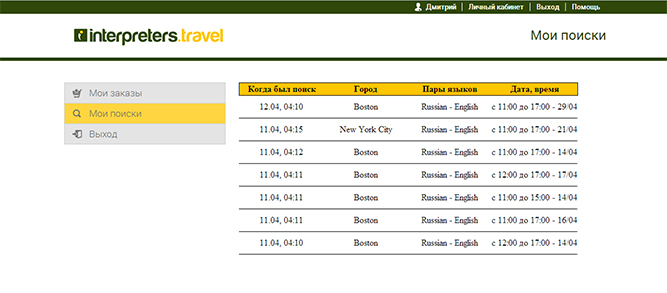 Дмитрий | Личный кабинет | Выход | Помощь
interpreters.travel
Мои поиски
Мои заказы
Мои поиски
Выход
Когда был поиск Город Пары языков Дата, время
12.04, 04:10 Boston Russian - English с 11:00 до 17:00 - 29/04
11.04, 04:15 New York City Russian - English с 11:00 до 17:00 - 21/04
11.04, 04:12 Boston Russian - English с 11:00 до 17:00 - 14/04
11.04, 04:11 Boston Russian - English с 12:00 до 17:00 - 17/04
11.04, 04:11 Boston Russian - English с 11:00 до 15:00 - 14/04
11.04, 04:11 Boston Russian - English с 11:00 до 17:00 - 16/04
11.04, 04:10 Boston Russian - English с 12:00 до 17:00 - 14/04